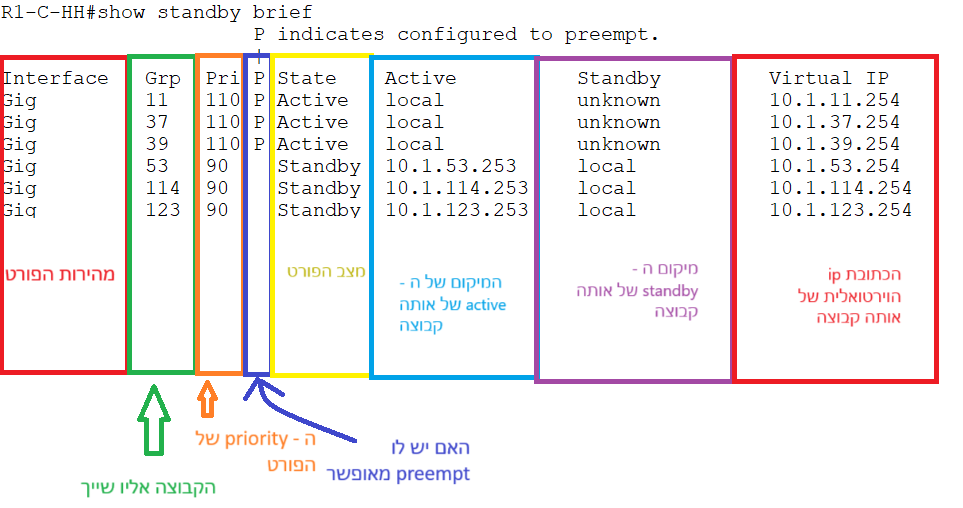 R1-C-HH#show standby brief
P indicates configured to preempt.
Interface Grp Pri P State Active Standby Virtual IP
Gig 11 110 P Active local unknown 10.1.11.254
Gig 37 110 P Active local unknown 10.1.37.254
Gig 39 110 P Active local unknown 10.1.39.254
Gig 53 90 Standby 10.1.53.253 local 10.1.53.254
Gig 114 90 Standby 10.1.114.253 local 10.1.114.254
Gig 123 90 Standby 10.1.123.253 local 10.1.123.254
מהירות הפורט
מצב הפורט
המיקום של ה -
active של אותה
קבוצה
מיקום ה -
standby של אותה
קבוצה
הכתובת ip
הוירטואלית של
אותה קבוצה
הקבוצה אליו שייך
ה - priority של
הפורט
האם יש לו
preempt מאופשר